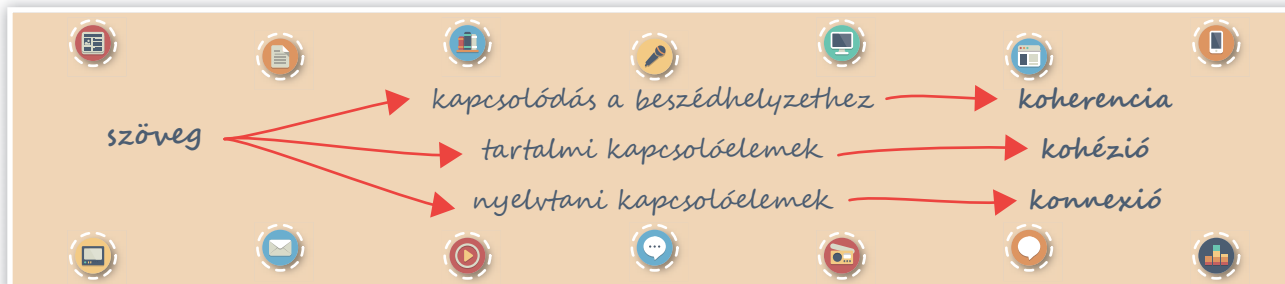 kapcsolódás a beszédhelyzethez koherencia
szöveg
tartalmi kapcsolóelemek kohézió
nyelvtani kapcsolóelemek konnexió